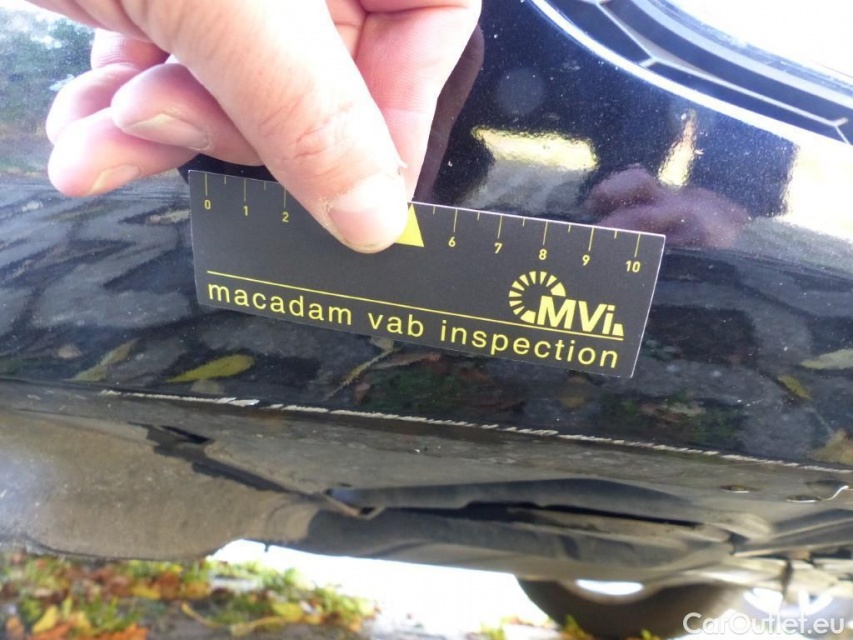 0 1 2 6 7 8 9 10
MVi
macadam vab inspection
CarOutlet.eu